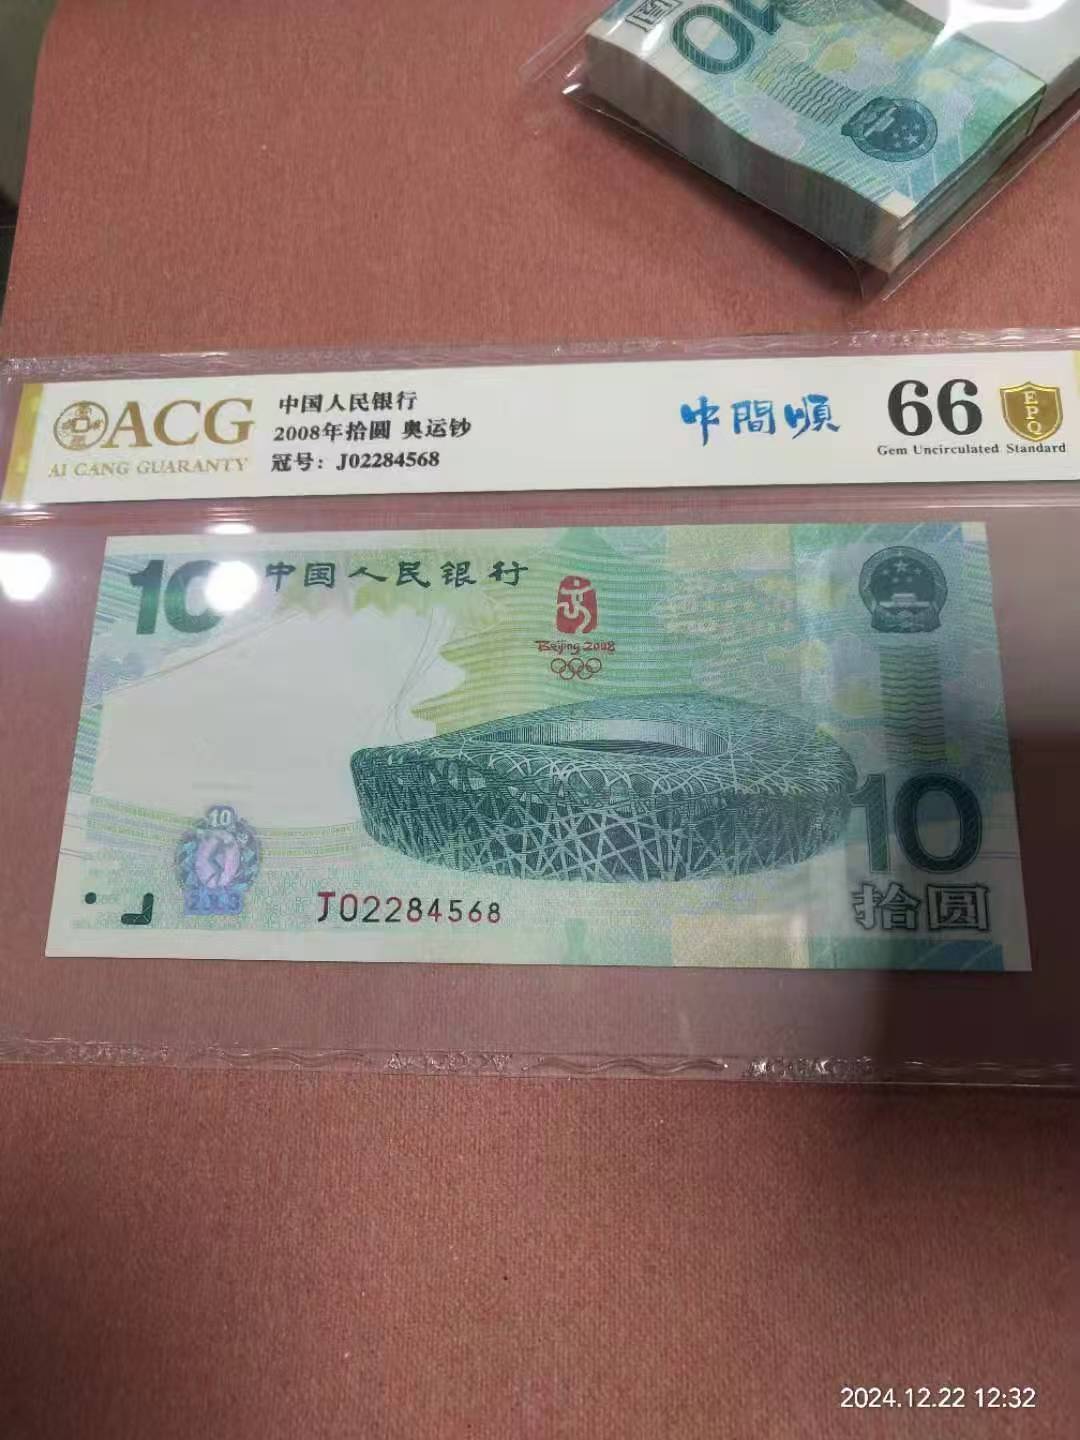 10
圆
ACG
AI CANG GUARANTY
中国人民银行
2008年拾圆 奥运钞
冠号: J02284568
中間順
66
EPQ
Gem Uncirculated Standard
10
中国人民银行
Beijing 2008
10
J02284568
10
拾圆
2024.12.22 12:32